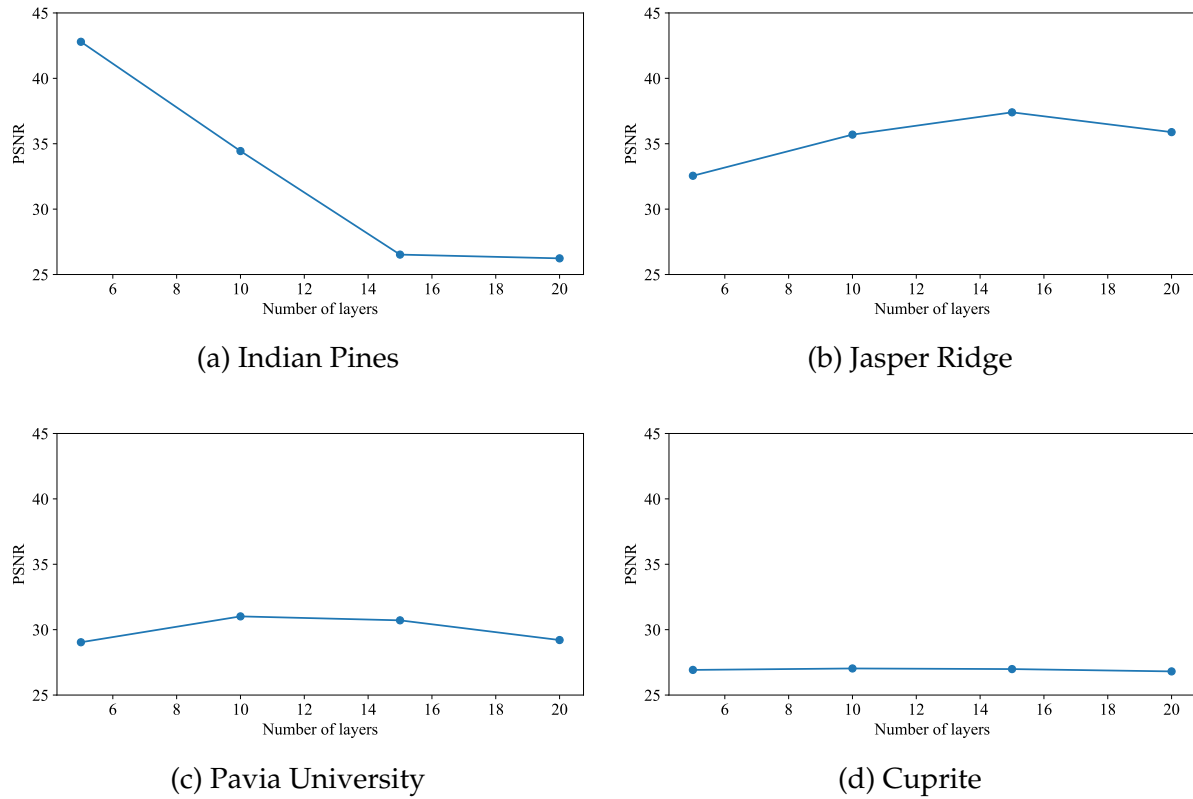 45
40
35
30
25
PSNR
6 8 10 12 14 16 18 20
Number of layers
(a) Indian Pines
45
40
35
30
25
PSNR
6 8 10 12 14 16 18 20
Number of layers
(b) Jasper Ridge
45
40
35
30
25
PSNR
6 8 10 12 14 16 18 20
Number of layers
(c) Pavia University
45
40
35
30
25
PSNR
6 8 10 12 14 16 18 20
Number of layers
(d) Cuprite